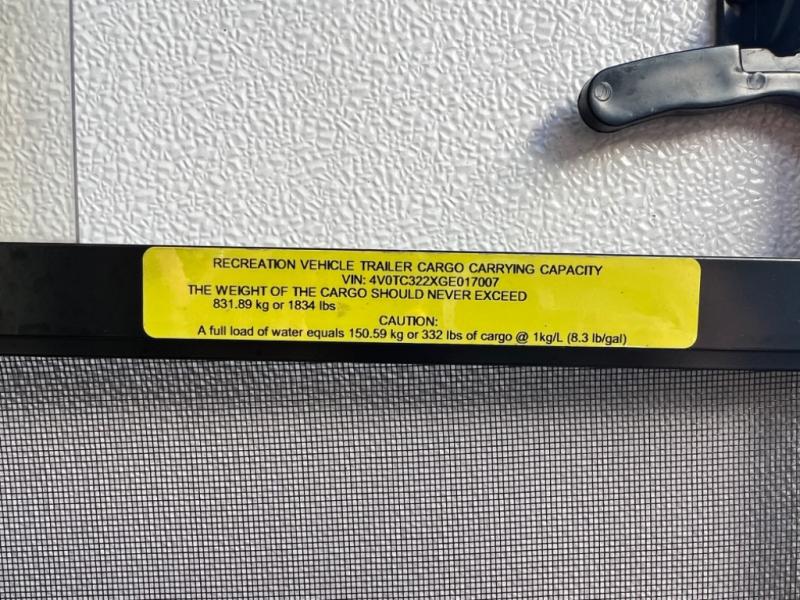 RECREATION VEHICLE TRAILER CARGO CARRYING CAPACITY
VIN: 4V0TC322XGE017007
THE WEIGHT OF THE CARGO SHOULD NEVER EXCEED
831.89 kg or 1834 lbs
CAUTION:
A full load of water equals 150.59 kg or 332 lbs of cargo @ 1kg/L (8.3 lb/gal)